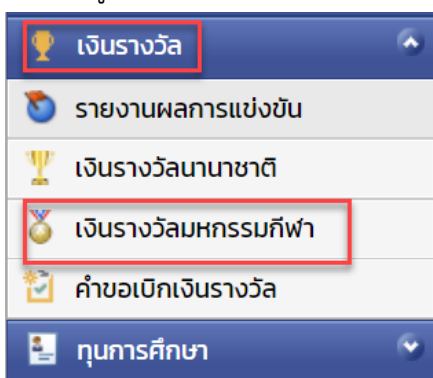 เงินรางวัล
รายงานผลการแข่งขัน
เงินรางวัลนานาชาติ
เงินรางวัลมหกรรมกีฬา
คำขอเบิกเงินรางวัล
ทุนการศึกษา